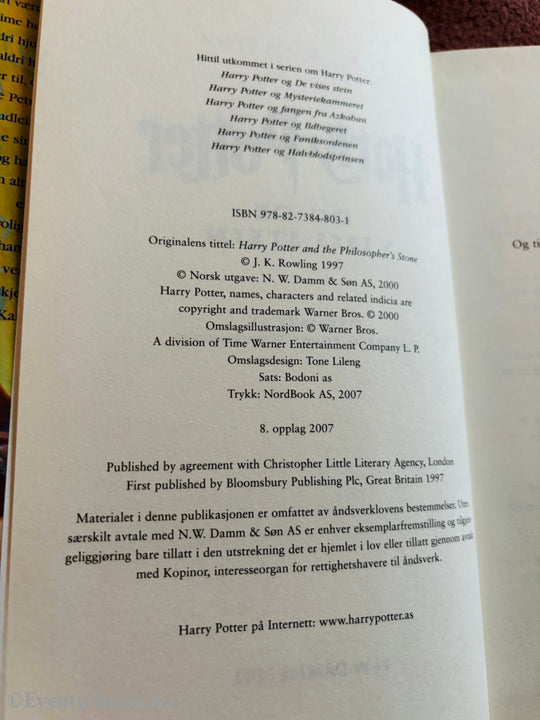 Hittil utkommet i serien om Harry Potter.
Harry Potter og De vises stein
Harry Potter og Mysteriekammeret
Harry Potter og fangen fra Azkaban
Harry Potter og Ildbegeret
Harry Potter og Føniksordenen
Harry Potter og Halvblodsprinsen
ISBN 978-82-7384-803-1
Originalens tittel: Harry Potter and the Philosopher's Stone
© J. K. Rowling 1997
© Norsk utgave: N. W. Damm & Søn AS, 2000
Harry Potter, names, characters and related indicia are
copyright and trademark Warner Bros. © 2000
Omslagsillustrasjon: © Warner Bros.
A division of Time Warner Entertainment Company L. P.
Omslagsdesign: Tone Lileng
Sats: Bodoni as
Trykk: NordBook AS, 2007
8. opplag 2007
Published by agreement with Christopher Little Literary Agency, London
First published by Bloomsbury Publishing Plc, Great Britain 1997
Materialet i denne publikasjonen er omfattet av åndsverklovens bestemmelser. Uten
særskilt avtale med N.W. Damm & Søn AS er enhver eksemplarfremstilling og tilgjen-
geliggjøring bare tillatt i den utstrekning det er hjemlet i lov eller tillatt gjennom avtale
med Kopinor, interesseorgan for rettighetshavere til åndsverk.
Harry Potter på Internett: www.harrypotter.as
Og ti